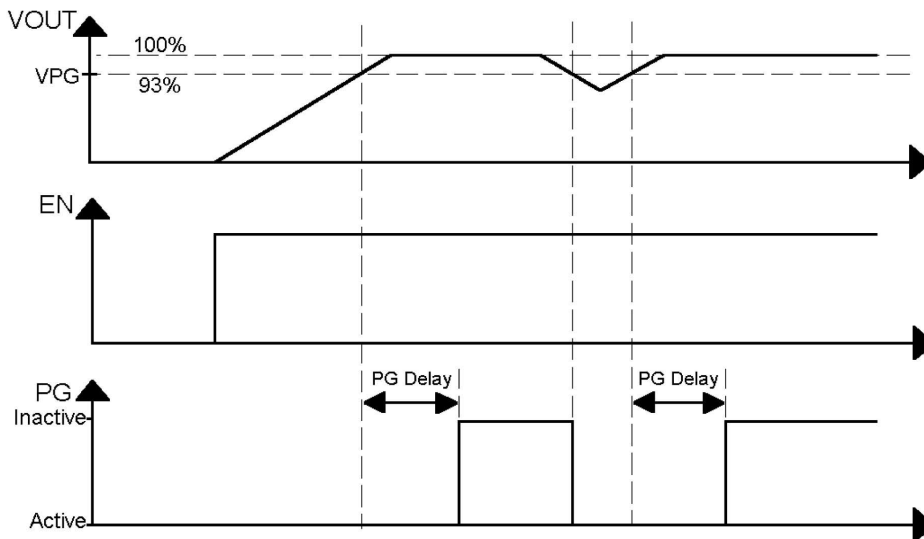 VOUT
100%
VPG
93%
EN
PG Delay
PG Delay
PG
Inactive
Active